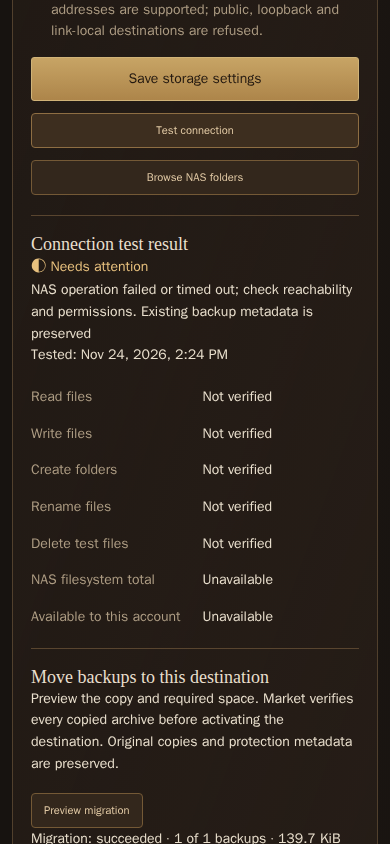 addresses are supported; public, loopback and
link-local destinations are refused.
Save storage settings
Test connection
Browse NAS folders
Connection test result
Needs attention
NAS operation failed or timed out; check reachability
and permissions. Existing backup metadata is
preserved
Tested: Nov 24, 2026, 2:24 PM
Read files Not verified
Write files Not verified
Create folders Not verified
Rename files Not verified
Delete test files Not verified
NAS filesystem total Unavailable
Available to this account Unavailable
Move backups to this destination
Preview the copy and required space. Market verifies
every copied archive before activating the
destination. Original copies and protection metadata
are preserved.
Preview migration
Migration: succeeded · 1 of 1 backups · 139.7 KiB